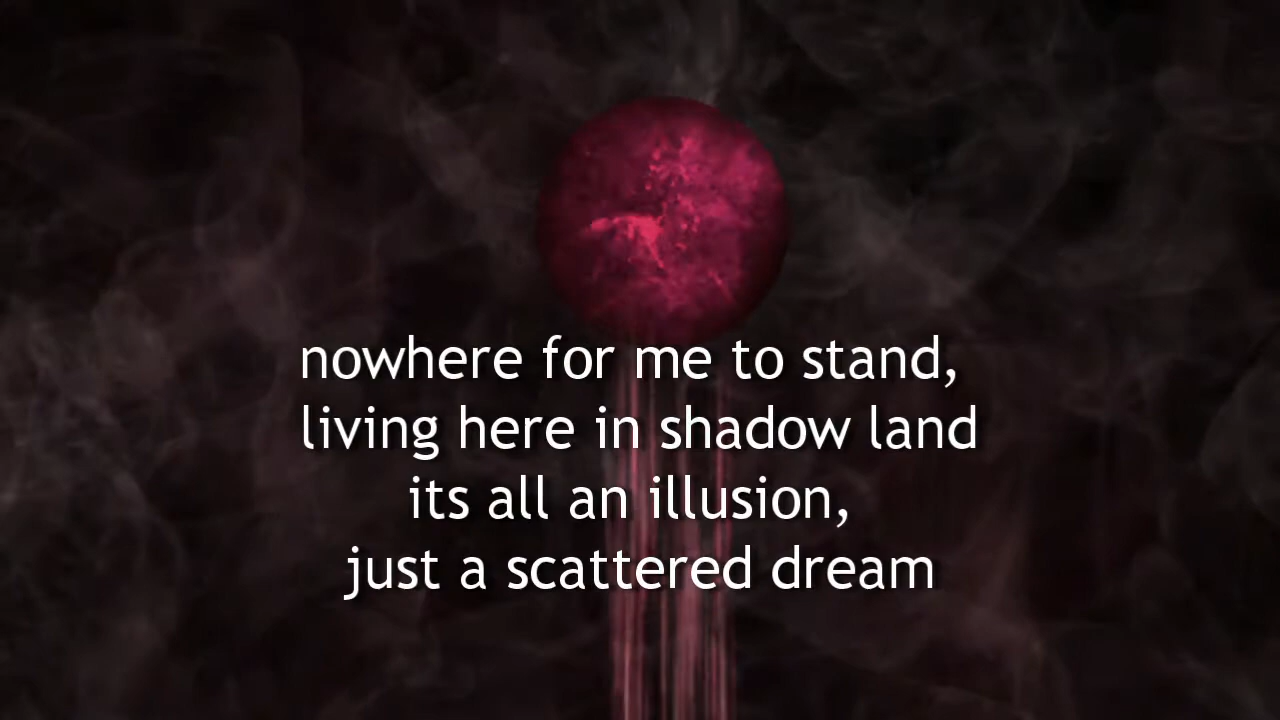 nowhere for me to stand,
living here in shadow land
its all an illusion,
just a scattered dream